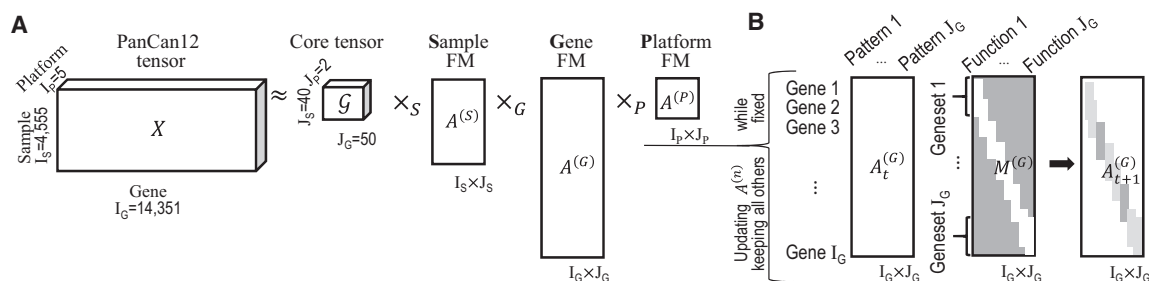 A
PanCan12
tensor
Platform
I_P=5
Sample
I_S=4,555
X
Gene
I_G=14,351
≈
Core tensor
J_P=2
J_S=40
𝒢
J_G=50
×_S
Sample
FM
A^(S)
I_S×J_S
×_G
Gene
FM
A^(G)
I_G×J_G
×_P
Platform
FM
A^(P)
I_P×J_P
B
Updating A^(n) while
keeping all others fixed
Pattern 1
...
Pattern J_G
Gene 1
Gene 2
Gene 3
...
Gene I_G
A_t^(G)
I_G×J_G
Function 1
...
Function J_G
Geneset 1
...
Geneset J_G
M^(G)
I_G×J_G
A_{t+1}^(G)
I_G×J_G